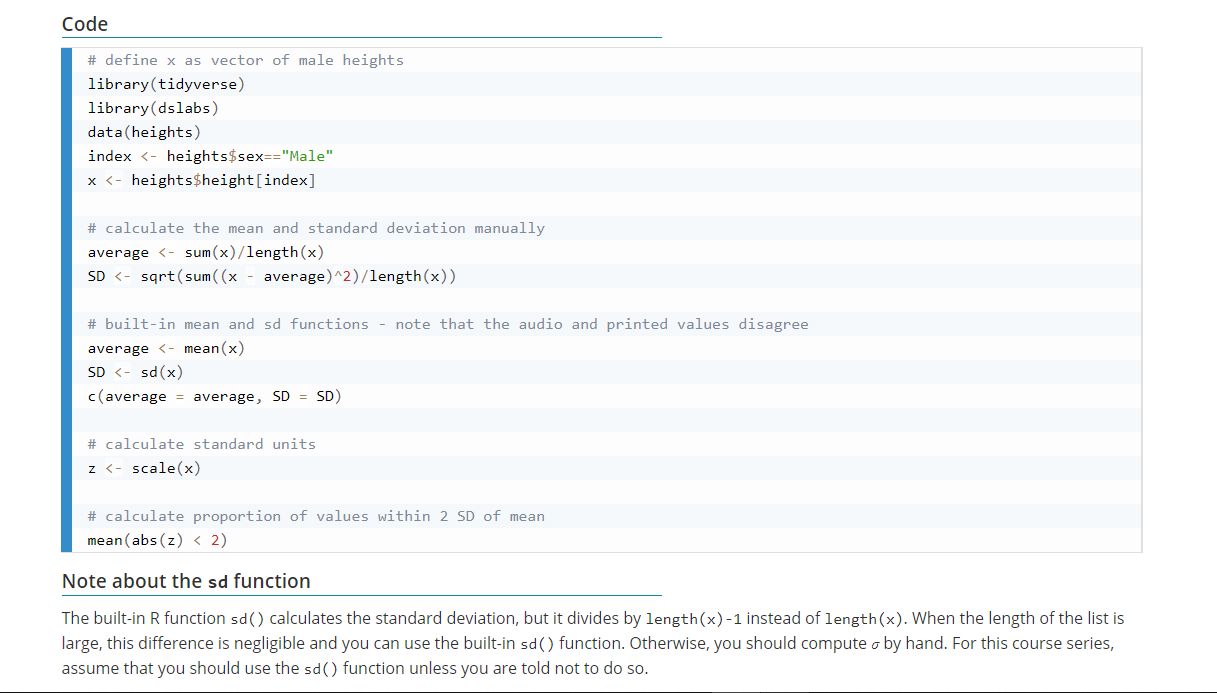 Code
# define x as vector of male heights
library(tidyverse)
library(dslabs)
data(heights)
index <- heights$sex=="Male"
x <- heights$height[index]
# calculate the mean and standard deviation manually
average <- sum(x)/length(x)
SD <- sqrt(sum((x - average)^2)/length(x))
# built-in mean and sd functions - note that the audio and printed values disagree
average <- mean(x)
SD <- sd(x)
c(average = average, SD = SD)
# calculate standard units
z <- scale(x)
# calculate proportion of values within 2 SD of mean
mean(abs(z) < 2)
Note about the sd function
The built-in R function sd() calculates the standard deviation, but it divides by length(x)-1 instead of length(x). When the length of the list is
large, this difference is negligible and you can use the built-in sd() function. Otherwise, you should compute σ by hand. For this course series,
assume that you should use the sd() function unless you are told not to do so.